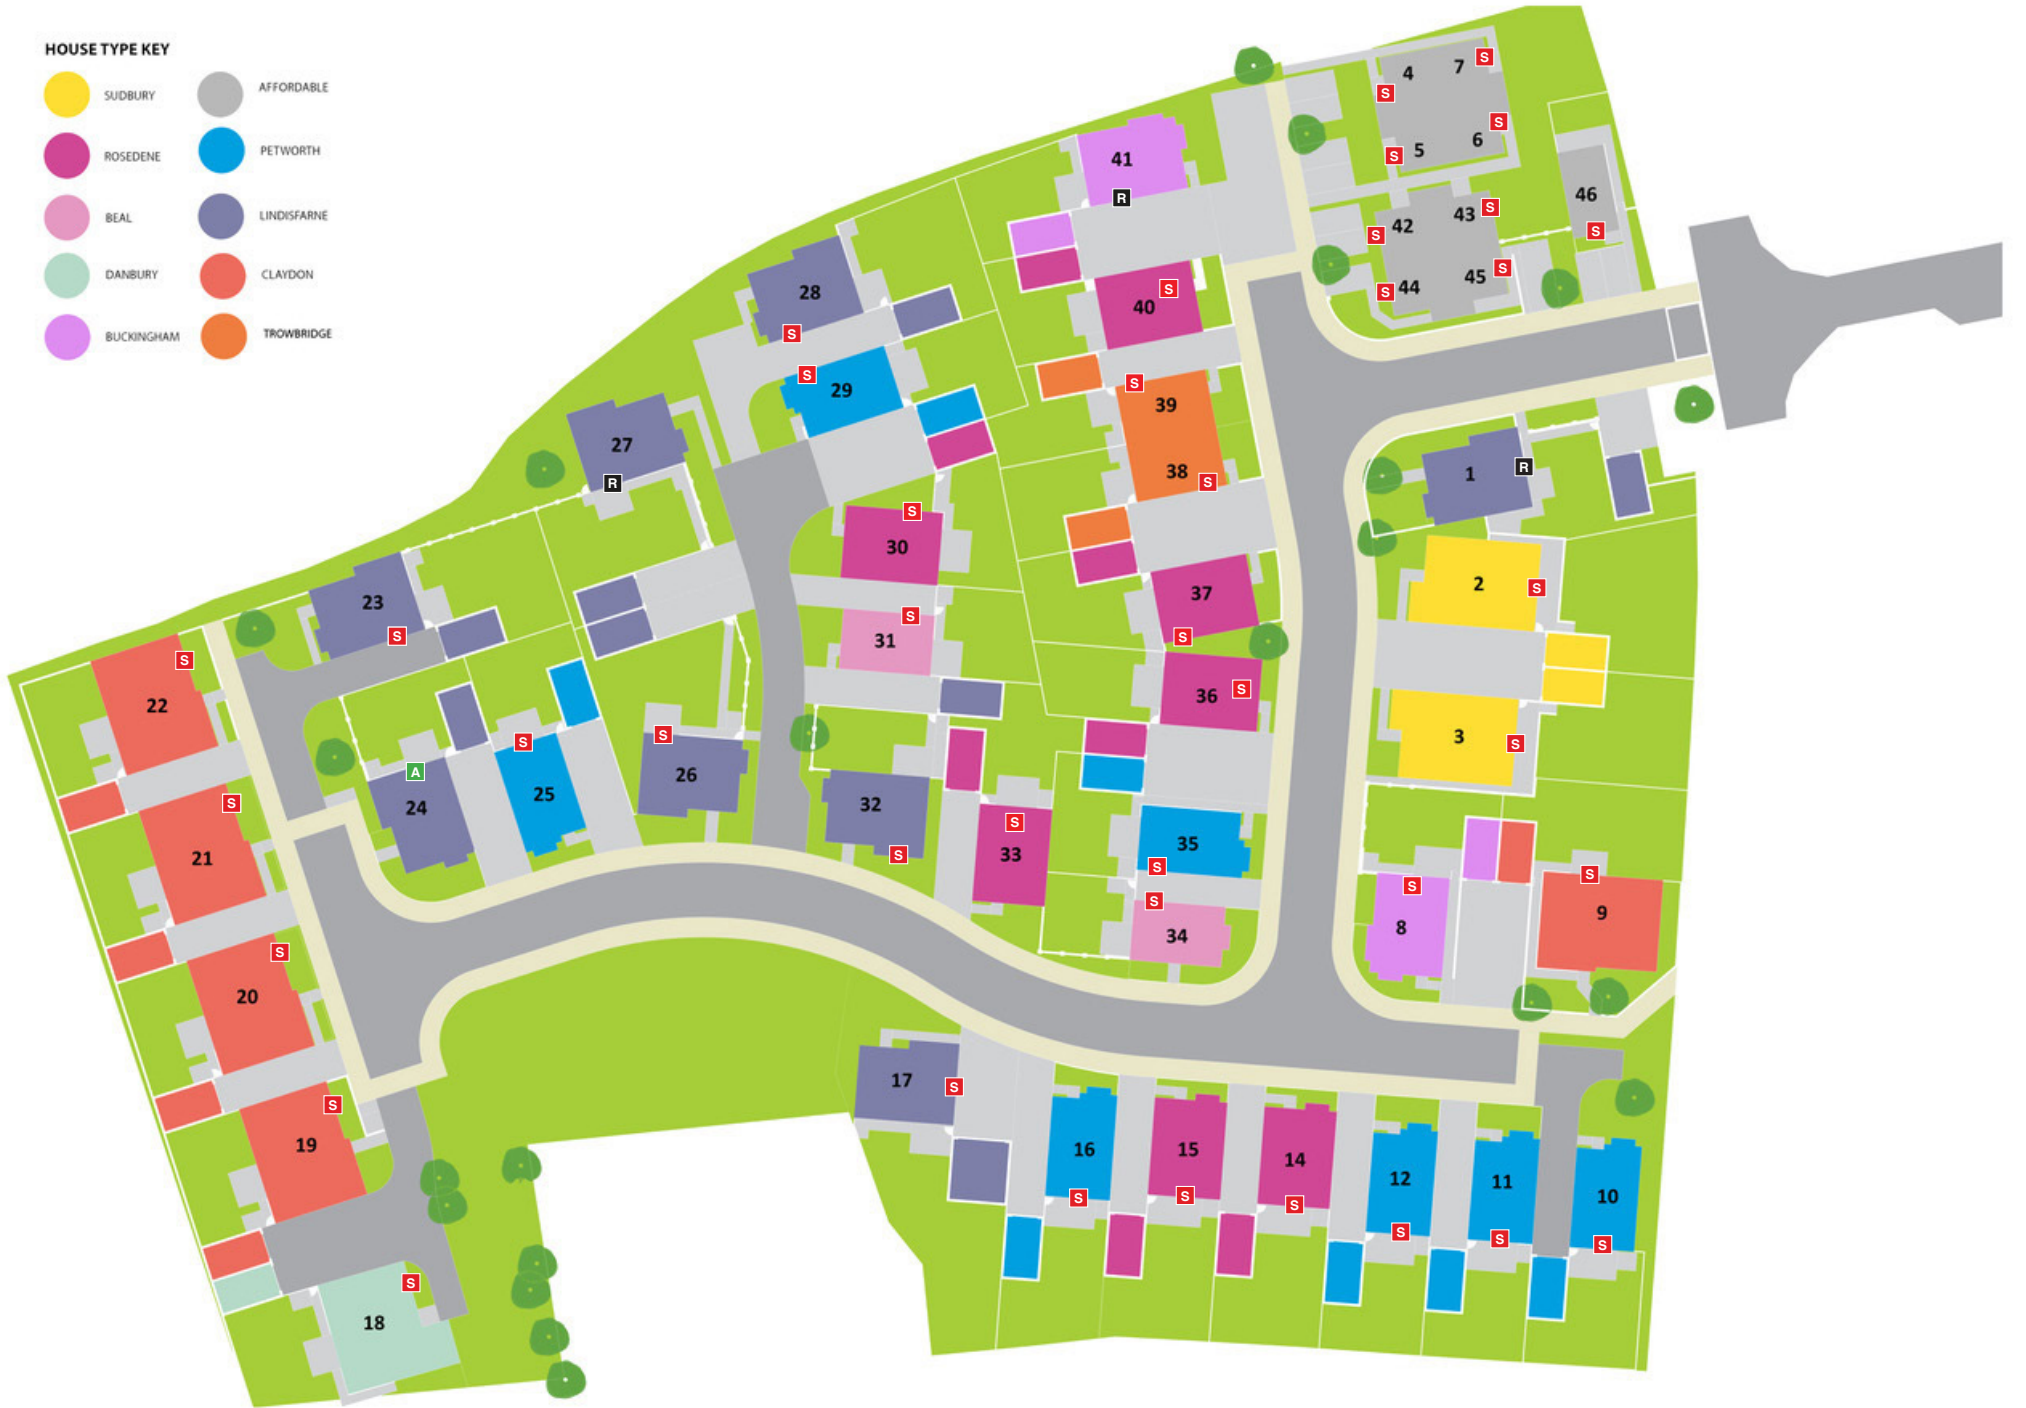 HOUSE TYPE KEY
SUDBURY
AFFORDABLE
ROSEDENE
PETWORTH
BEAL
LINDISFARNE
DANBURY
CLAYDON
BUCKINGHAM
TROWBRIDGE
4
7
S
S
S
6
5
S
41
R
46
S
42
43
S
S
44
45
S
S
28
S
40
S
29
S
39
S
38
S
27
R
1
R
30
S
37
S
2
S
23
S
31
S
36
S
3
S
22
S
26
S
24
A
25
S
32
S
33
S
35
S
34
S
8
S
9
S
21
S
20
S
19
S
18
S
17
S
16
S
15
S
14
S
12
S
11
S
10
S